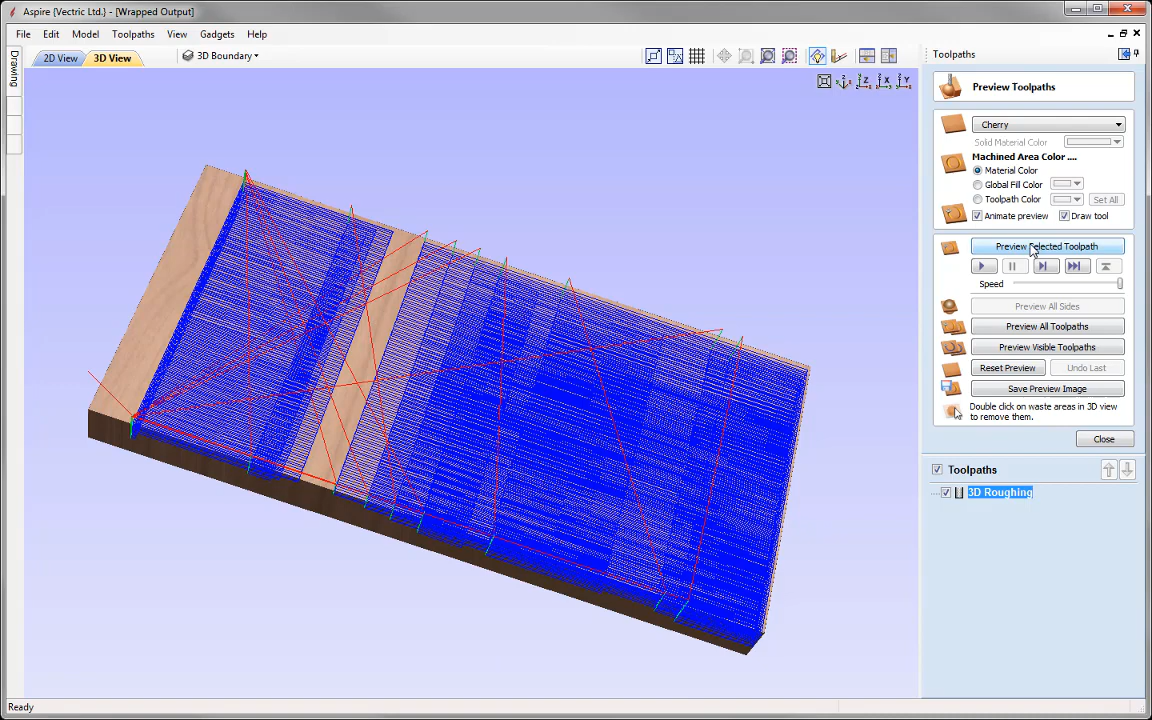 Aspire {Vectric Ltd.} - [Wrapped Output]
File Edit Model Toolpaths View Gadgets Help
2D View 3D View 3D Boundary
Drawing
Z X Y
Toolpaths
Preview Toolpaths
Cherry
Solid Material Color
Machined Area Color ....
Material Color
Global Fill Color
Toolpath Color Set All
Animate preview Draw tool
Preview Selected Toolpath
Speed
Preview All Sides
Preview All Toolpaths
Preview Visible Toolpaths
Reset Preview Undo Last
Save Preview Image
Double click on waste areas in 3D view
to remove them.
Close
Toolpaths
3D Roughing
Ready